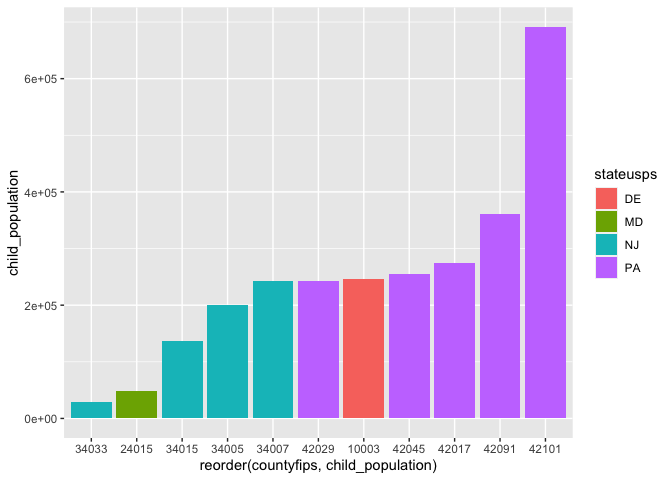 6e+05
4e+05
2e+05
0e+00
child_population
34033 24015 34015 34005 34007 42029 10003 42045 42017 42091 42101
reorder(countyfips, child_population)
stateusps
DE
MD
NJ
PA